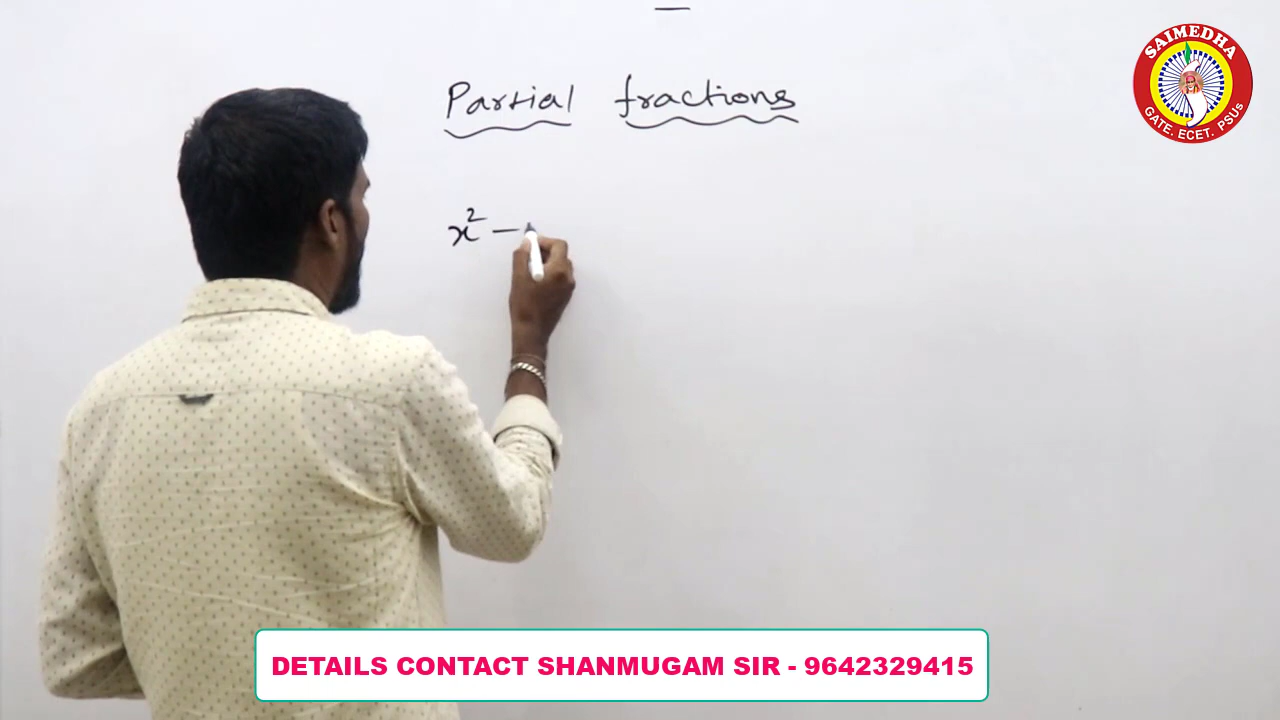 Partial fractions
x² –
SAIMEDHA
GATE. ECET. PSUs
DETAILS CONTACT SHANMUGAM SIR - 9642329415